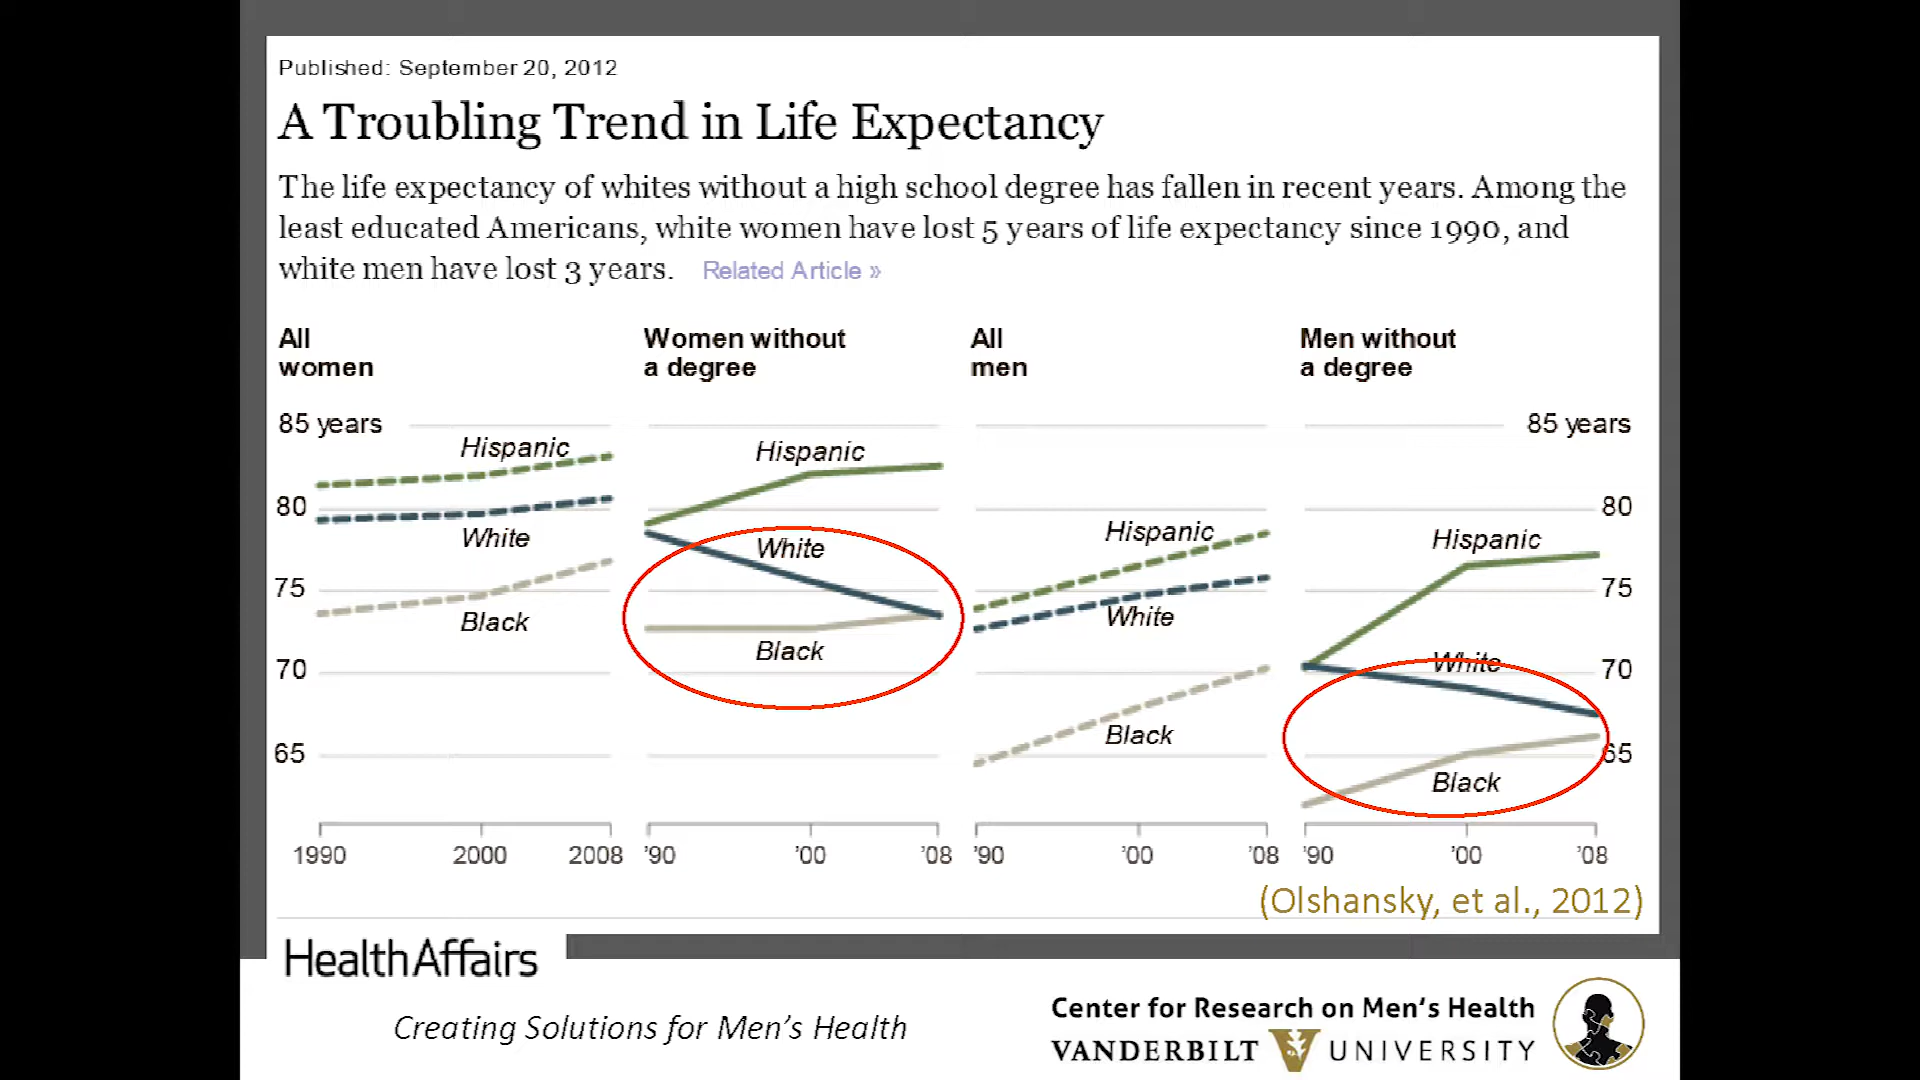 Published: September 20, 2012
A Troubling Trend in Life Expectancy
The life expectancy of whites without a high school degree has fallen in recent years. Among the
least educated Americans, white women have lost 5 years of life expectancy since 1990, and
white men have lost 3 years. Related Article »
All
women
85 years
Hispanic
80
White
75
Black
70
65
1990 2000 2008
Women without
a degree
Hispanic
White
Black
'90 '00 '08
All
men
Hispanic
White
Black
'90 '00 '08
Men without
a degree
85 years
80
Hispanic
75
White 70
65
Black
'90 '00 '08
(Olshansky, et al., 2012)
HealthAffairs
Creating Solutions for Men's Health
Center for Research on Men's Health
VANDERBILT V UNIVERSITY